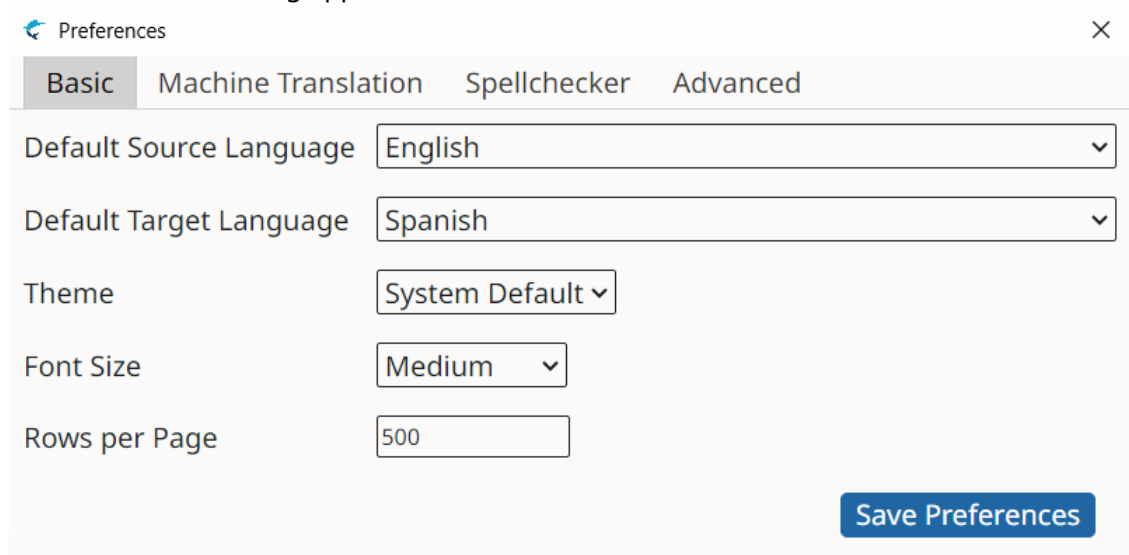 Preferences
Basic Machine Translation Spellchecker Advanced
Default Source Language English
Default Target Language Spanish
Theme System Default
Font Size Medium
Rows per Page 500
Save Preferences